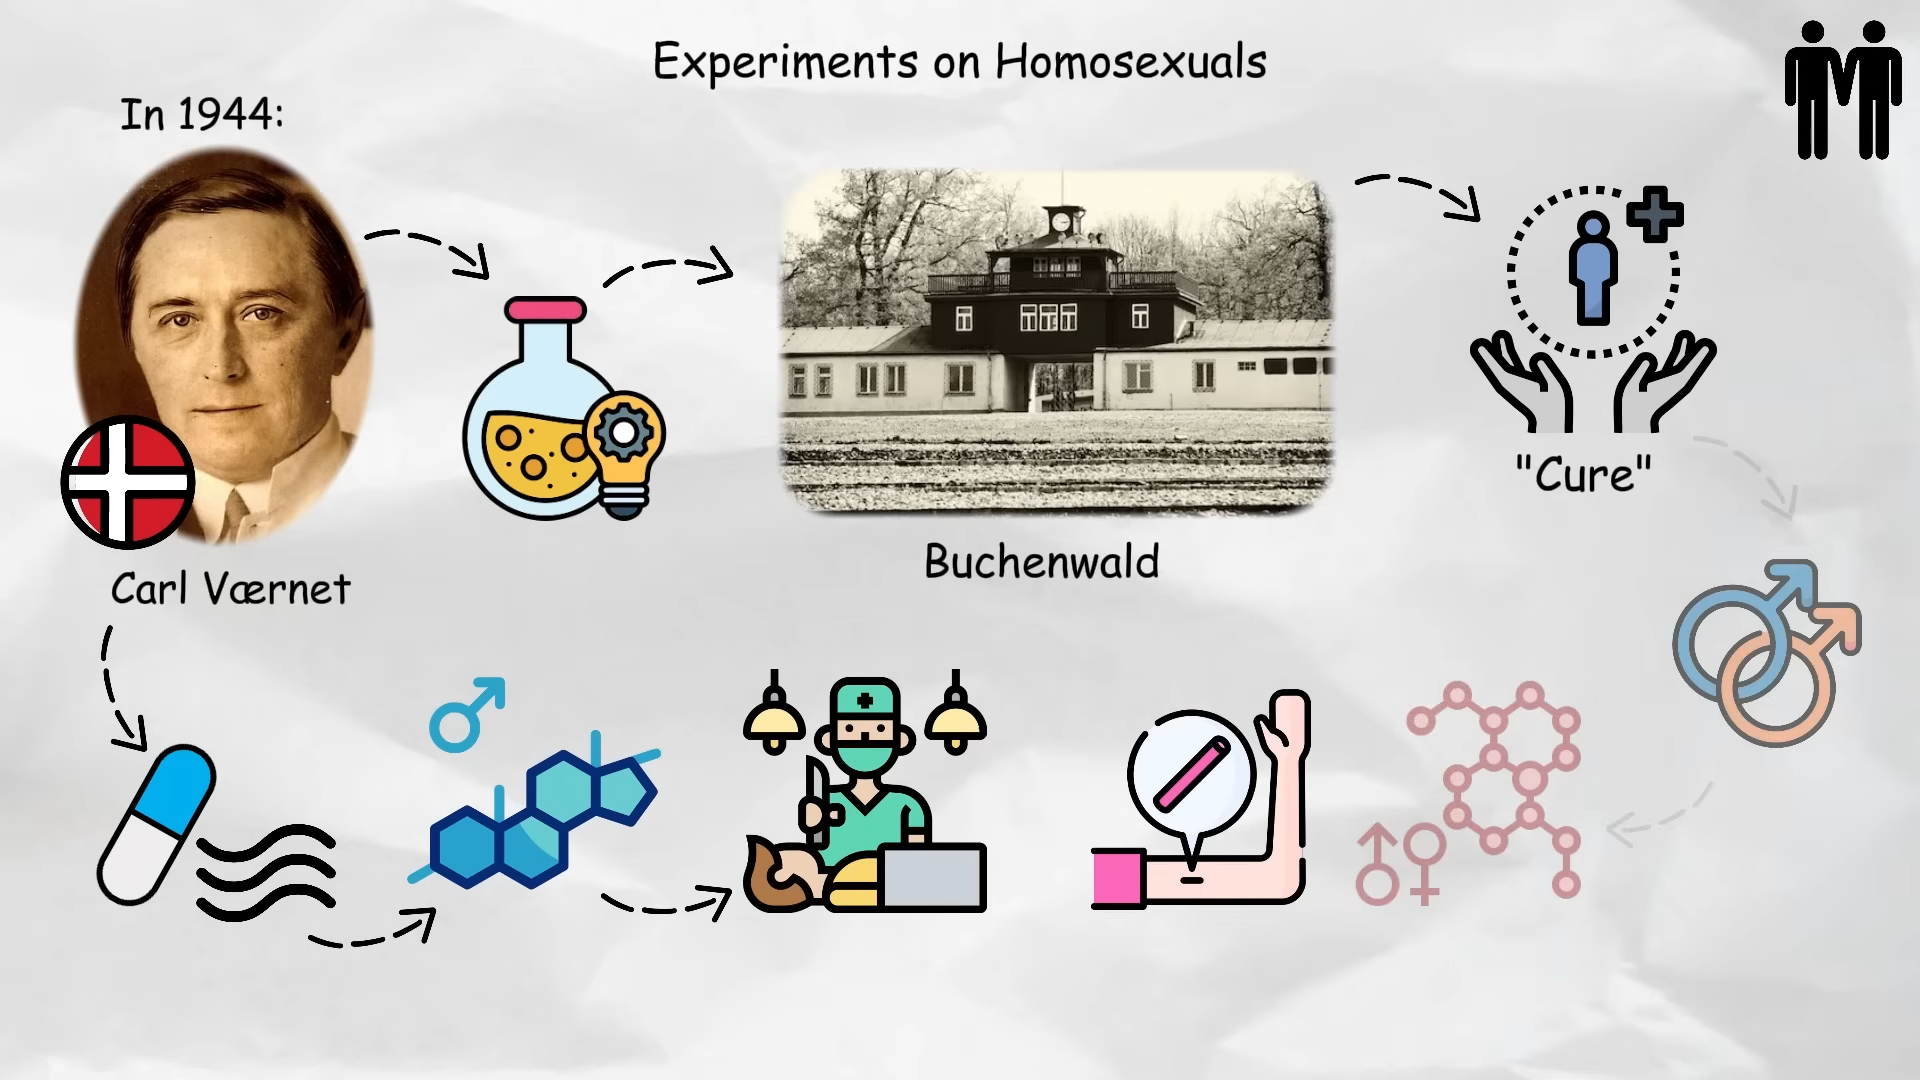 Experiments on Homosexuals
In 1944:
"Cure"
Buchenwald
Carl Værnet